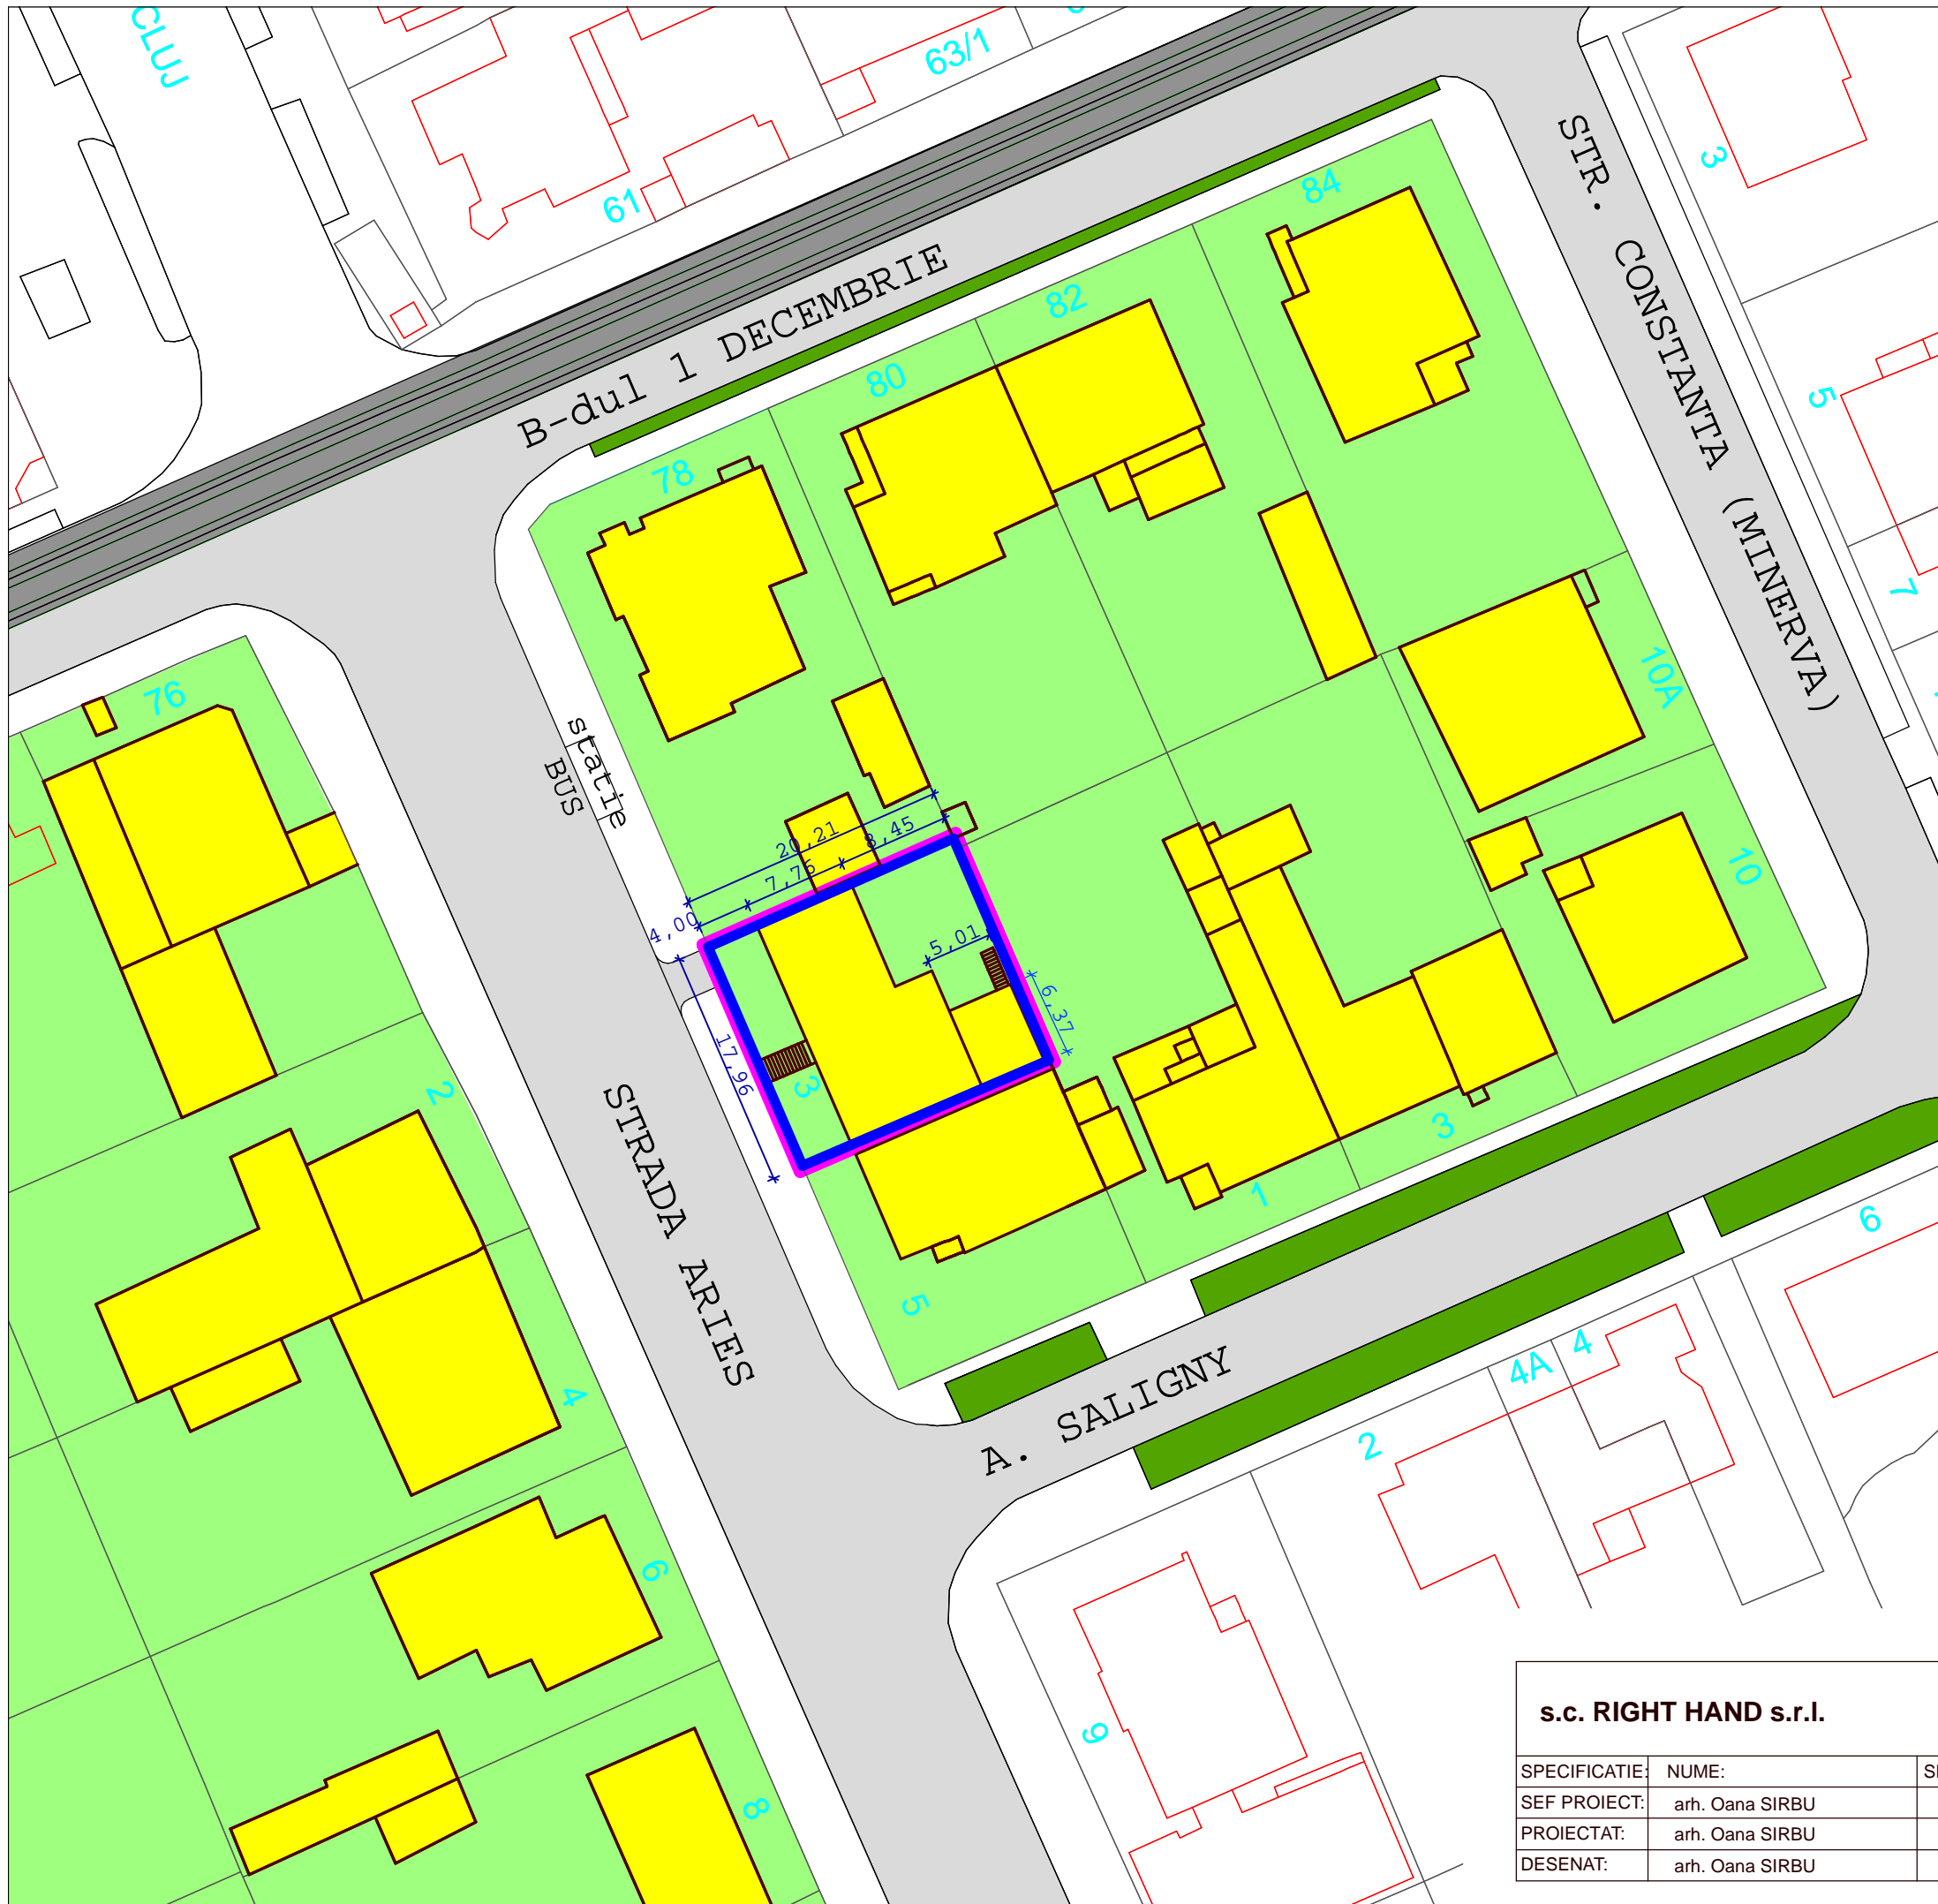 CLUJ
63/1
61
3
STR. CONSTANTA (MINERVA)
84
82
5
B-dul 1 DECEMBRIE
80
7
78
10A
76
statie
BUS
20,21
8,45
7,76
10
4,00
5,01
6,37
17,96
3
2
STRADA ARIES
3
1
6
5
4
4A
A. SALIGNY
4
2
6
9
8
s.c. RIGHT HAND s.r.l.
SPECIFICATIE: NUME:
SEF PROIECT: arh. Oana SIRBU
PROIECTAT: arh. Oana SIRBU
DESENAT: arh. Oana SIRBU